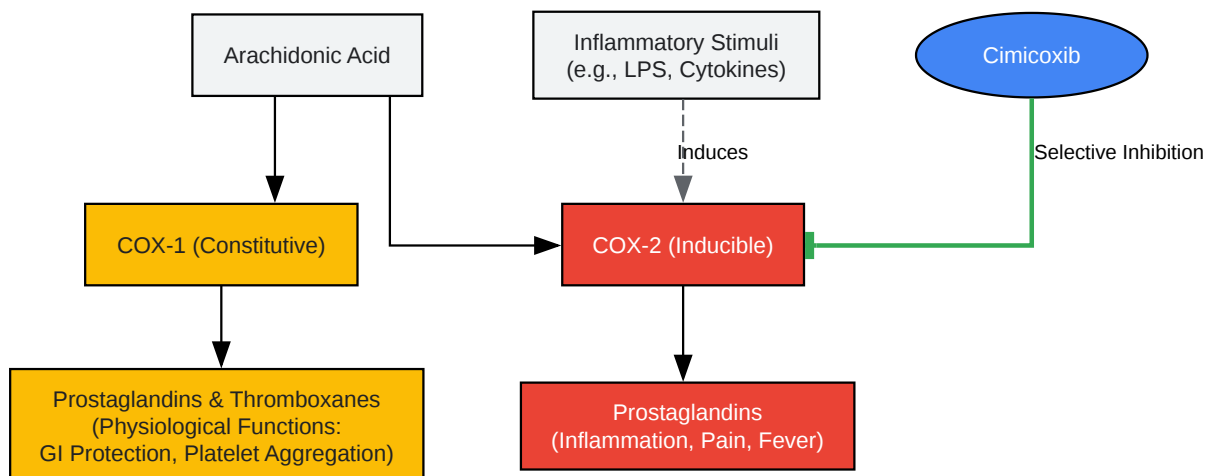 Arachidonic Acid
Inflammatory Stimuli
(e.g., LPS, Cytokines)
Cimicoxib
Induces
Selective Inhibition
COX-1 (Constitutive)
COX-2 (Inducible)
Prostaglandins & Thromboxanes
(Physiological Functions:
GI Protection, Platelet Aggregation)
Prostaglandins
(Inflammation, Pain, Fever)